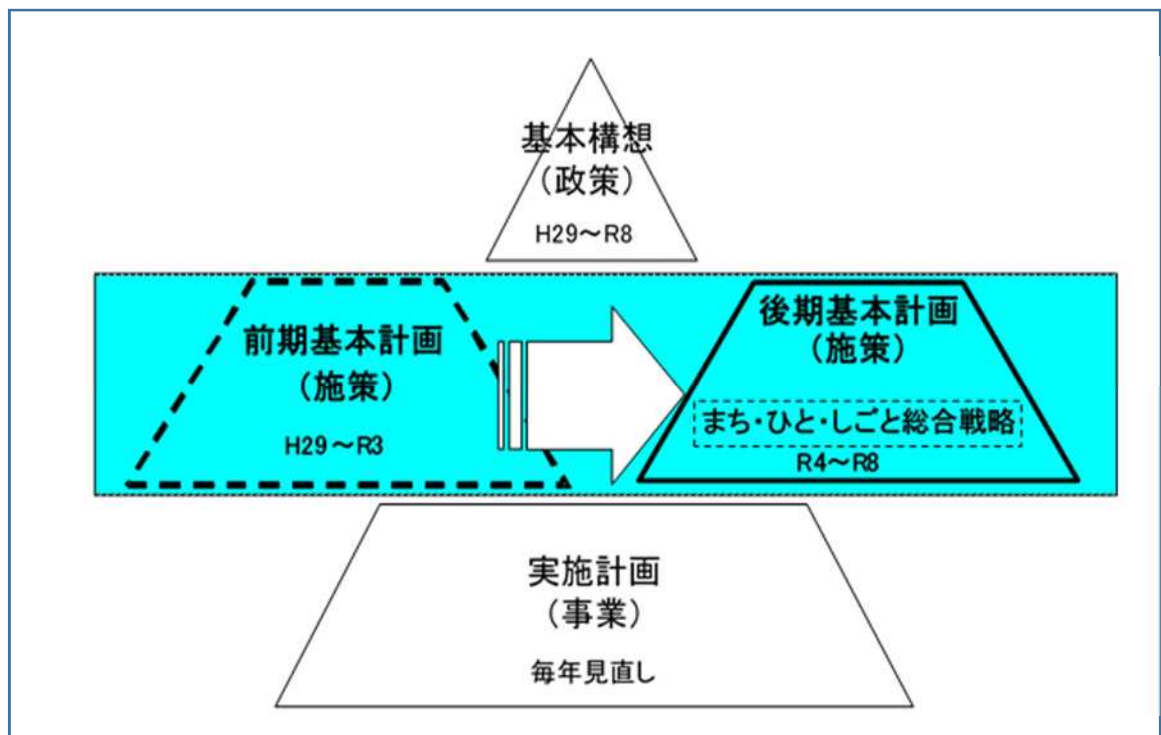 基本構想
（政策）
H29～R8
前期基本計画
（施策）
H29～R3
後期基本計画
（施策）
まち・ひと・しごと総合戦略
R4～R8
実施計画
（事業）
毎年見直し